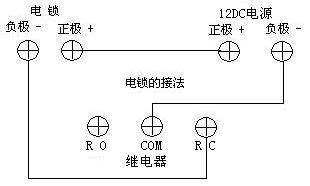 电 锁
12DC电源
负极 -
正极 +
正极 +
负极 -
电锁的接法
R O
COM
R C
继电器